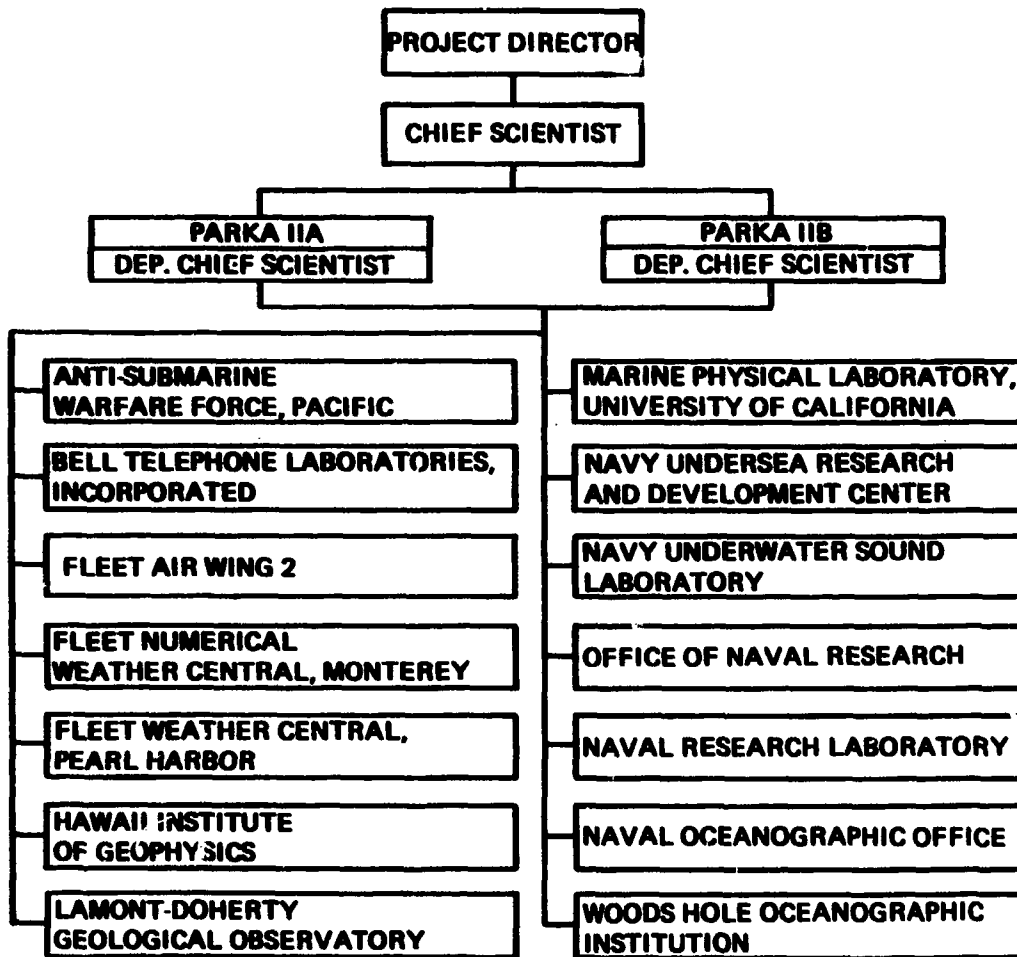 PROJECT DIRECTOR
CHIEF SCIENTIST
PARKA IIA
DEP. CHIEF SCIENTIST
PARKA IIB
DEP. CHIEF SCIENTIST
ANTI-SUBMARINE
WARFARE FORCE, PACIFIC
BELL TELEPHONE LABORATORIES,
INCORPORATED
FLEET AIR WING 2
FLEET NUMERICAL
WEATHER CENTRAL, MONTEREY
FLEET WEATHER CENTRAL,
PEARL HARBOR
HAWAII INSTITUTE
OF GEOPHYSICS
LAMONT-DOHERTY
GEOLOGICAL OBSERVATORY
MARINE PHYSICAL LABORATORY,
UNIVERSITY OF CALIFORNIA
NAVY UNDERSEA RESEARCH
AND DEVELOPMENT CENTER
NAVY UNDERWATER SOUND
LABORATORY
OFFICE OF NAVAL RESEARCH
NAVAL RESEARCH LABORATORY
NAVAL OCEANOGRAPHIC OFFICE
WOODS HOLE OCEANOGRAPHIC
INSTITUTION